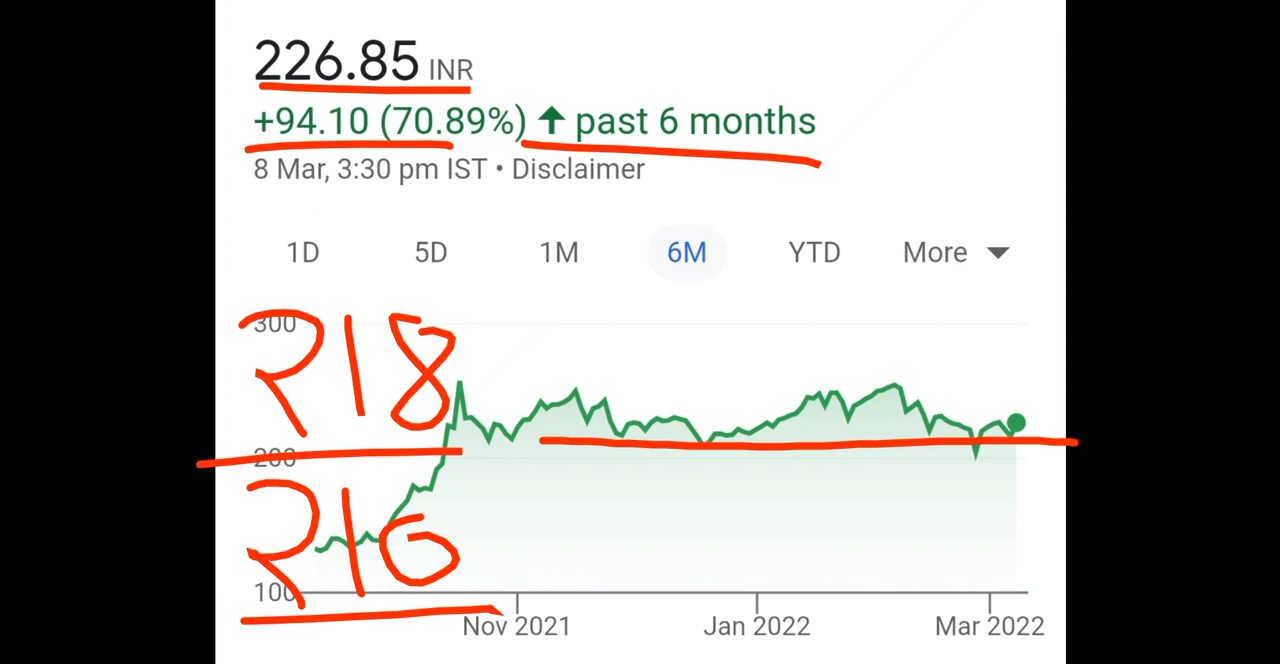 226.85 INR
+94.10 (70.89%) ↑ past 6 months
8 Mar, 3:30 pm IST • Disclaimer
1D 5D 1M 6M YTD More
300
218
200
216
100
Nov 2021 Jan 2022 Mar 2022